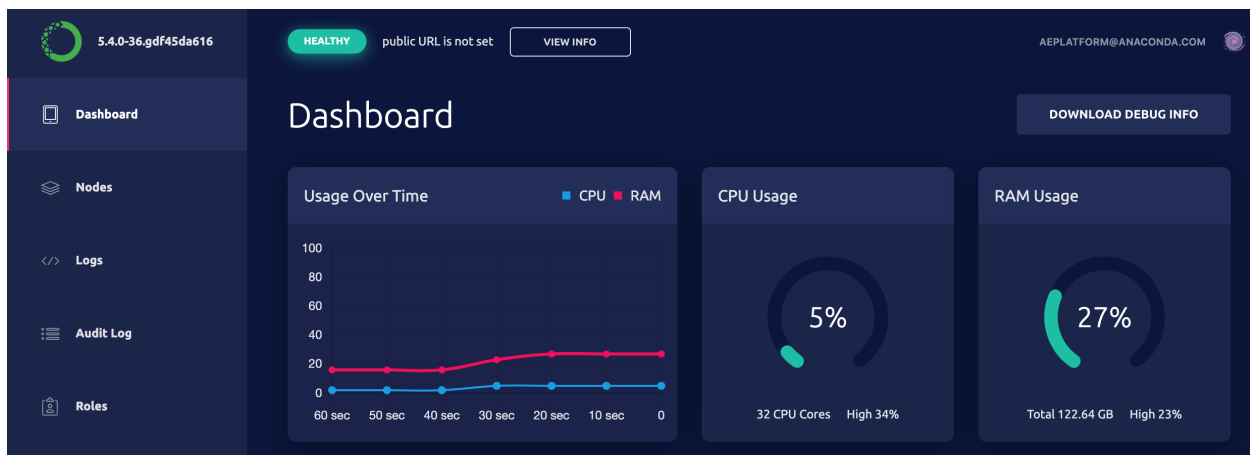 5.4.0-36.gdf45da616
HEALTHY public URL is not set VIEW INFO
AEPLATFORM@ANACONDA.COM
Dashboard
Nodes
Logs
Audit Log
Roles
Dashboard
DOWNLOAD DEBUG INFO
Usage Over Time CPU RAM
100
80
60
40
20
0
60 sec 50 sec 40 sec 30 sec 20 sec 10 sec 0
CPU Usage
5%
32 CPU Cores High 34%
RAM Usage
27%
Total 122.64 GB High 23%